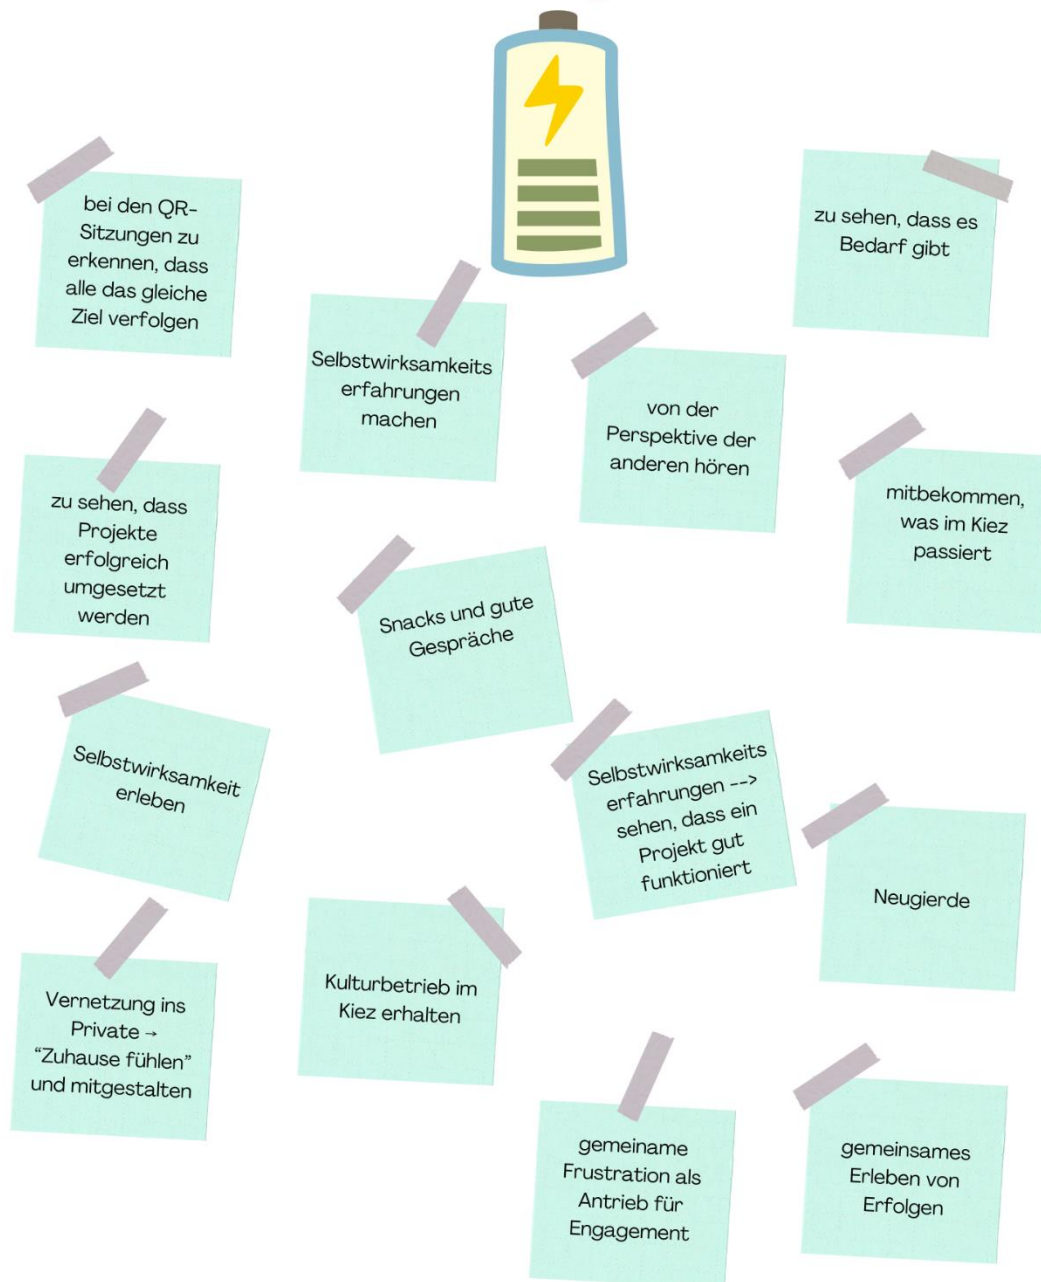 bei den QR-
Sitzungen zu
erkennen, dass
alle das gleiche
Ziel verfolgen
zu sehen, dass es
Bedarf gibt
Selbstwirksamkeits
erfahrungen
machen
von der
Perspektive der
anderen hören
zu sehen, dass
Projekte
erfolgreich
umgesetzt
werden
mitbekommen,
was im Kiez
passiert
Snacks und gute
Gespräche
Selbstwirksamkeit
erleben
Selbstwirksamkeits
erfahrungen -->
sehen, dass ein
Projekt gut
funktioniert
Neugierde
Vernetzung ins
Private →
“Zuhause fühlen”
und mitgestalten
Kulturbetrieb im
Kiez erhalten
gemeiname
Frustration als
Antrieb für
Engagement
gemeinsames
Erleben von
Erfolgen